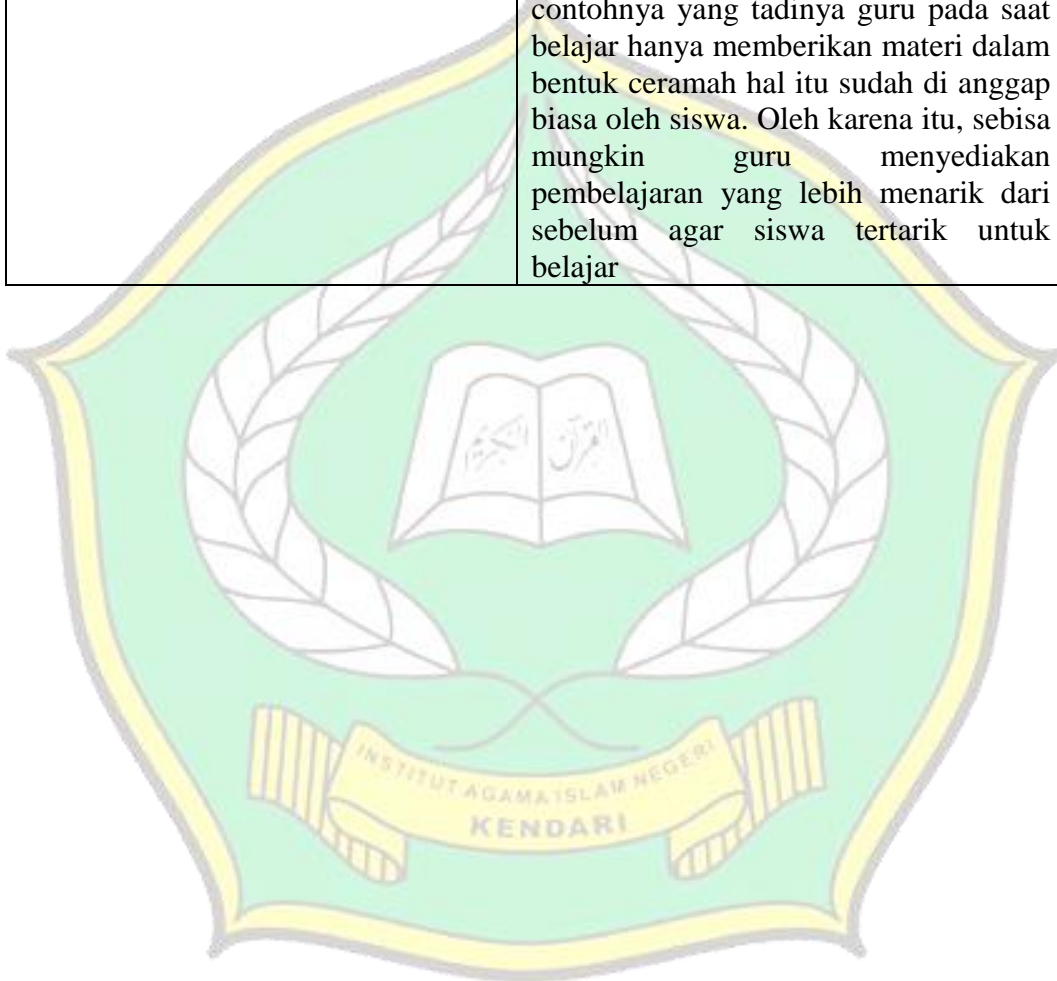 contohnya yang tadinya guru pada saat
belajar hanya memberikan materi dalam
bentuk ceramah hal itu sudah di anggap
biasa oleh siswa. Oleh karena itu, sebisa
mungkin guru menyediakan
pembelajaran yang lebih menarik dari
sebelum agar siswa tertarik untuk
belajar
القرآن
الكريم
INSTITUT AGAMA ISLAM NEGERI
KENDARI